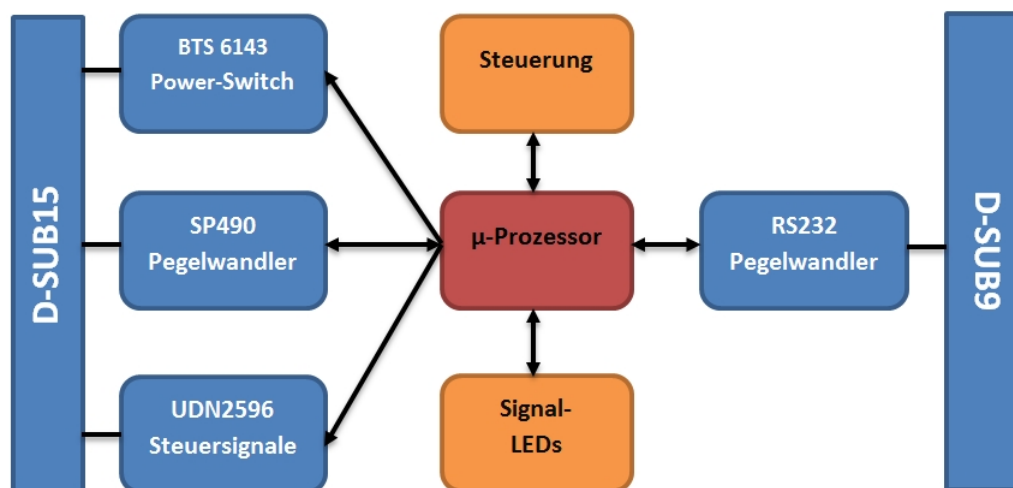 D-SUB15
BTS 6143
Power-Switch
SP490
Pegelwandler
UDN2596
Steuersignale
Steuerung
µ-Prozessor
Signal-
LEDs
RS232
Pegelwandler
D-SUB9